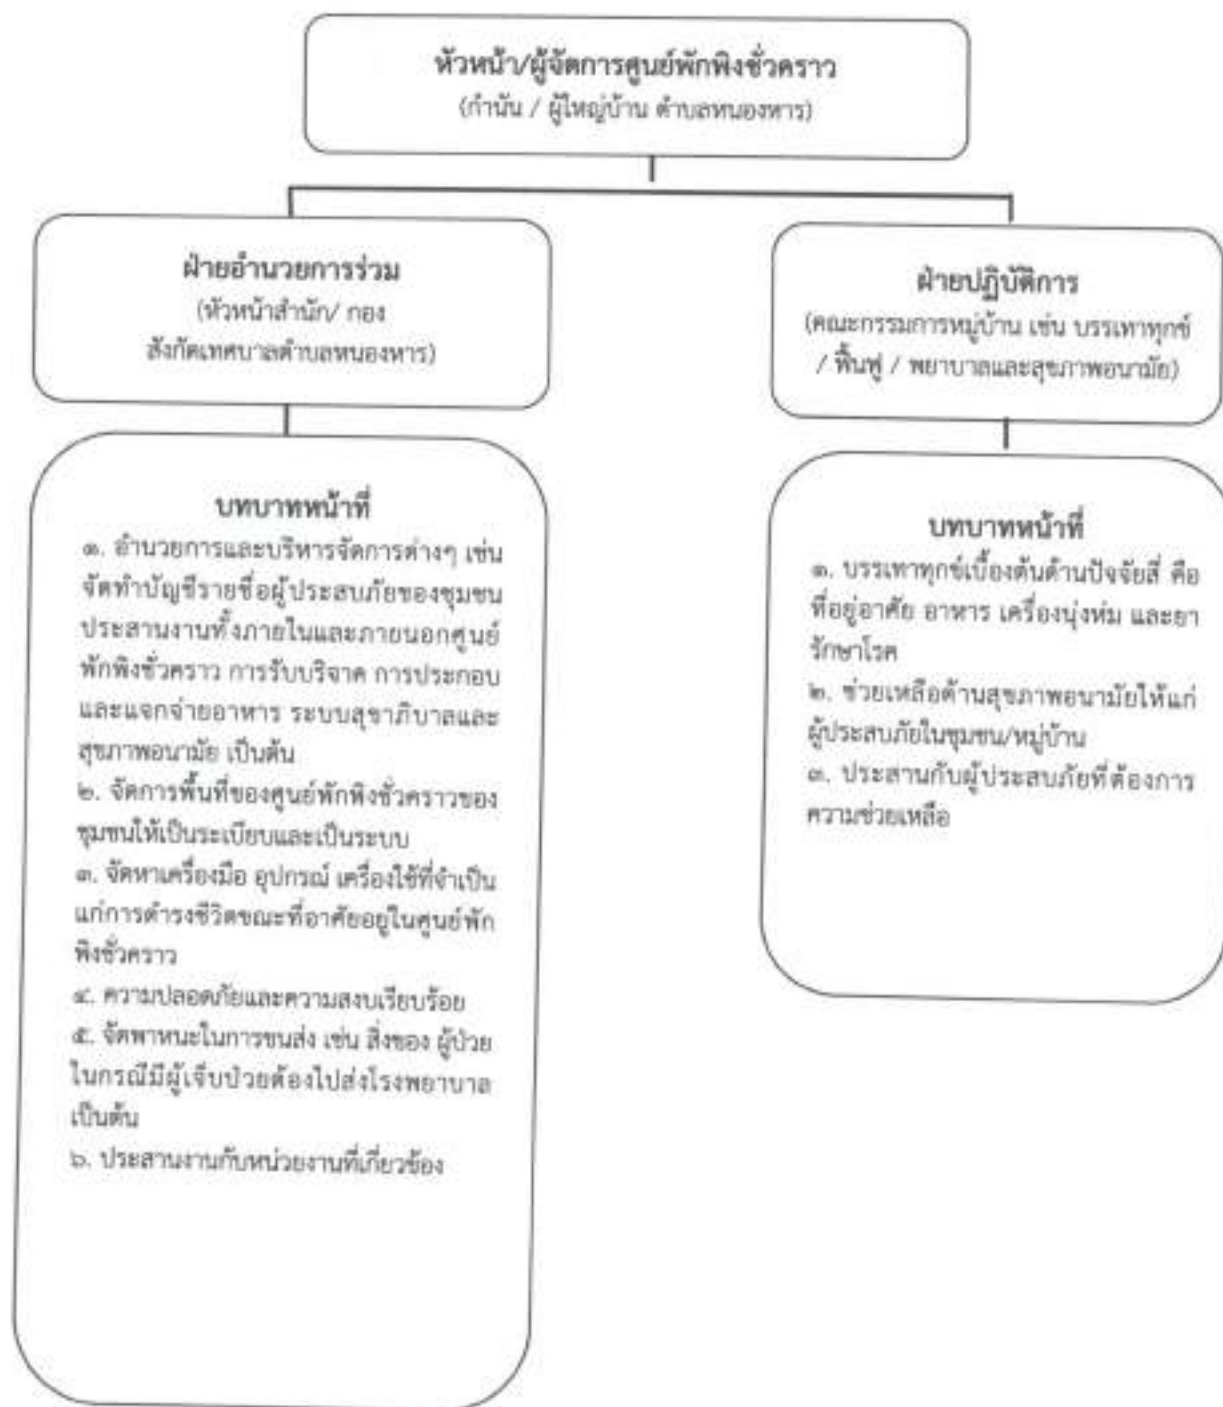 หัวหน้า/ผู้จัดการศูนย์พักพิงชั่วคราว
(กำนัน / ผู้ใหญ่บ้าน ตำบลหนองหาร)
ฝ่ายอำนวยการร่วม
(หัวหน้าสำนัก/ กอง
สังกัดเทศบาลตำบลหนองหาร)
ฝ่ายปฏิบัติการ
(คณะกรรมการหมู่บ้าน เช่น บรรเทาทุกข์
/ ฟื้นฟู / พยาบาลและสุขภาพอนามัย)
บทบาทหน้าที่
๑. อำนวยการและบริหารจัดการต่างๆ เช่น
จัดทำบัญชีรายชื่อผู้ประสบภัยของชุมชน
ประสานงานทั้งภายในและภายนอกศูนย์
พักพิงชั่วคราว การรับบริจาค การประกอบ
และแจกจ่ายอาหาร ระบบสุขาภิบาลและ
สุขภาพอนามัย เป็นต้น
๒. จัดการพื้นที่ของศูนย์พักพิงชั่วคราวของ
ชุมชนให้เป็นระเบียบและเป็นระบบ
๓. จัดหาเครื่องมือ อุปกรณ์ เครื่องใช้ที่จำเป็น
แก่การดำรงชีวิตขณะที่อาศัยอยู่ในศูนย์พัก
พิงชั่วคราว
๔. ความปลอดภัยและความสงบเรียบร้อย
๕. จัดพาหนะในการขนส่ง เช่น สิ่งของ ผู้ป่วย
ในกรณีมีผู้เจ็บป่วยต้องไปส่งโรงพยาบาล
เป็นต้น
๖. ประสานงานกับหน่วยงานที่เกี่ยวข้อง
บทบาทหน้าที่
๑. บรรเทาทุกข์เบื้องต้นด้านปัจจัยสี่ คือ
ที่อยู่อาศัย อาหาร เครื่องนุ่งห่ม และยา
รักษาโรค
๒. ช่วยเหลือด้านสุขภาพอนามัยให้แก่
ผู้ประสบภัยในชุมชน/หมู่บ้าน
๓. ประสานกับผู้ประสบภัยที่ต้องการ
ความช่วยเหลือ